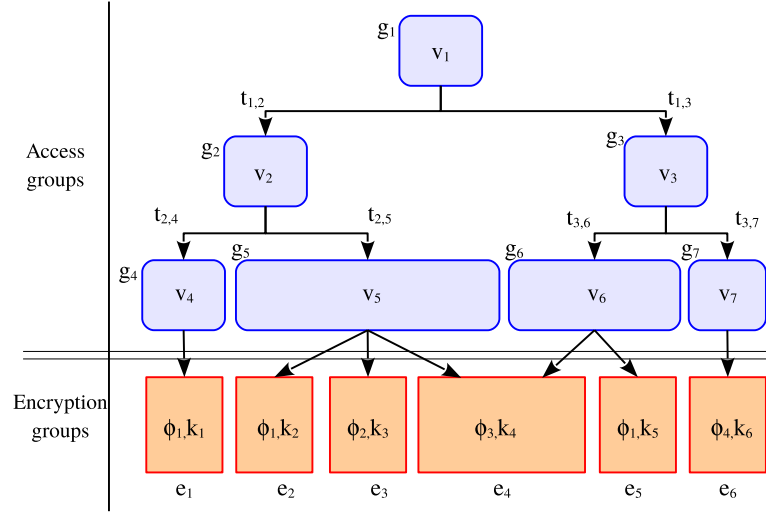 g₁
v₁
t₁,₂
t₁,₃
Access
groups
g₂
v₂
g₃
v₃
t₂,₄
t₂,₅
t₃,₆
t₃,₇
g₄
v₄
g₅
v₅
g₆
v₆
g₇
v₇
Encryption
groups
ϕ₁,k₁
ϕ₁,k₂
ϕ₂,k₃
ϕ₃,k₄
ϕ₁,k₅
ϕ₄,k₆
e₁
e₂
e₃
e₄
e₅
e₆